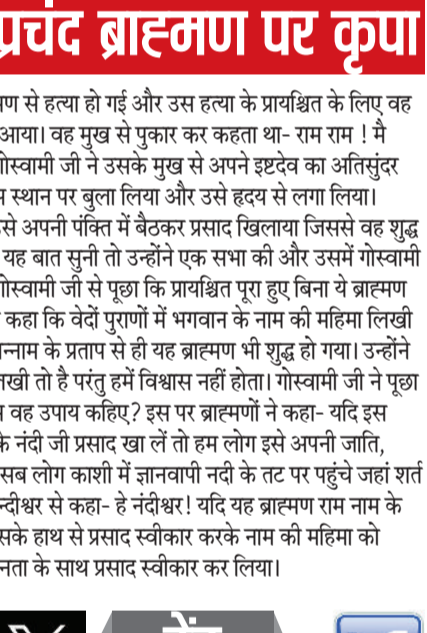 प्रचंद ब्राह्मण पर कृपा
मण से हत्या हो गई और उस हत्या के प्रायश्चित के लिए वह
आया। वह मुख से पुकार कर कहता था- राम राम ! मै
गोस्वामी जी ने उसके मुख से अपने इष्टदेव का अतिसुंदर
स्थान पर बुला लिया और उसे हृदय से लगा लिया।
से अपनी पंक्ति में बैठकर प्रसाद खिलाया जिससे वह शुद्ध
यह बात सुनी तो उन्होंने एक सभा की और उसमें गोस्वामी
गोस्वामी जी से पूछा कि प्रायश्चित पूरा हुए बिना ये ब्राह्मण
कहा कि वेदों पुराणों में भगवान के नाम की महिमा लिखी
न्नाम के प्रताप से ही यह ब्राह्मण भी शुद्ध हो गया। उन्होंने
लखी तो है परंतु हमें विश्वास नहीं होता। गोस्वामी जी ने पूछा
वह उपाय कहिए? इस पर ब्राह्मणों ने कहा- यदि इस
के नंदी जी प्रसाद खा लें तो हम लोग इसे अपनी जाति,
सब लोग काशी में ज्ञानवापी नदी के तट पर पहुंचे जहां शर्त
न्दीश्वर से कहा- हे नंदीश्वर! यदि यह ब्राह्मण राम नाम के
सके हाथ से प्रसाद स्वीकार करके नाम की महिमा को
नता के साथ प्रसाद स्वीकार कर लिया।